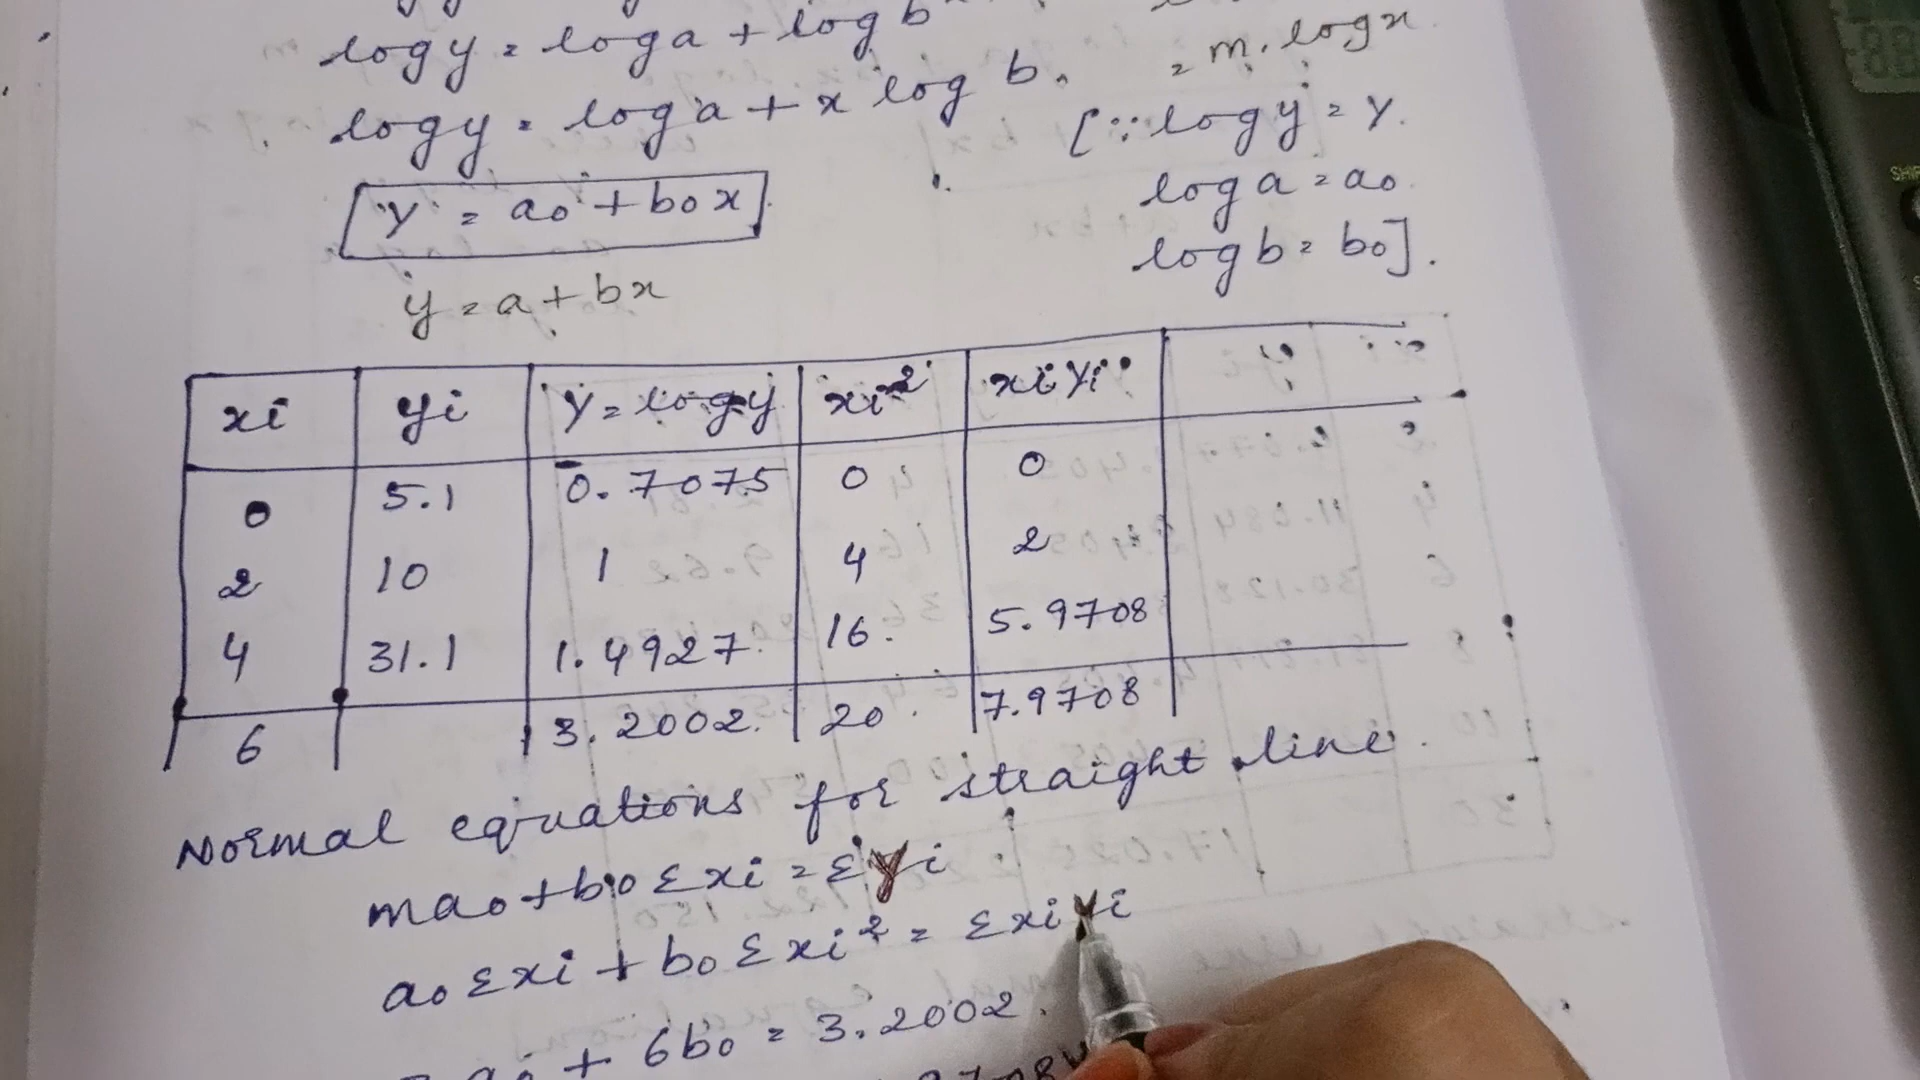 log y = log a + log b
= m. log x
log y = log a + x log b.
[∵ log y = Y.
Y = a0 + b0 x
log a = a0
log b = b0].
y = a + bx
xi yi Y = log y xi² xi Yi
0 5.1 0.7075 0 0
2 10 1 4 2
4 31.1 1.4927 16. 5.9708
6 3.2002. 20 7.9708
Normal equations for straight line.
ma0 + b0 Σxi = ΣYi
a0 Σxi + b0 Σxi² = ΣxiYi
a0 + 6b0 = 3.2002.